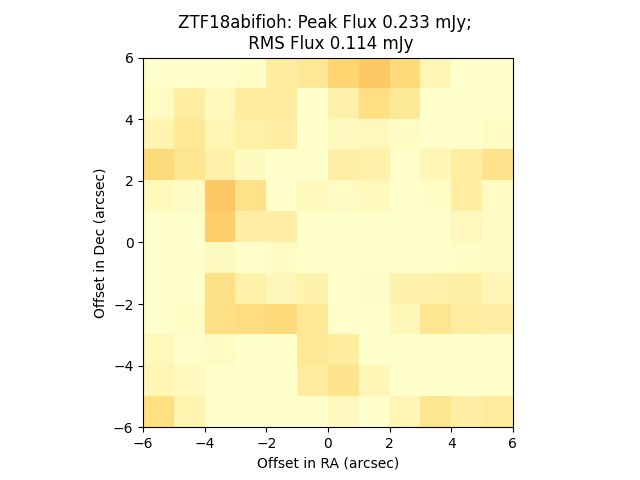 ZTF18abifioh: Peak Flux 0.233 mJy;
RMS Flux 0.114 mJy
6
4
2
0
−2
−4
−6
Offset in Dec (arcsec)
−6 −4 −2 0 2 4 6
Offset in RA (arcsec)